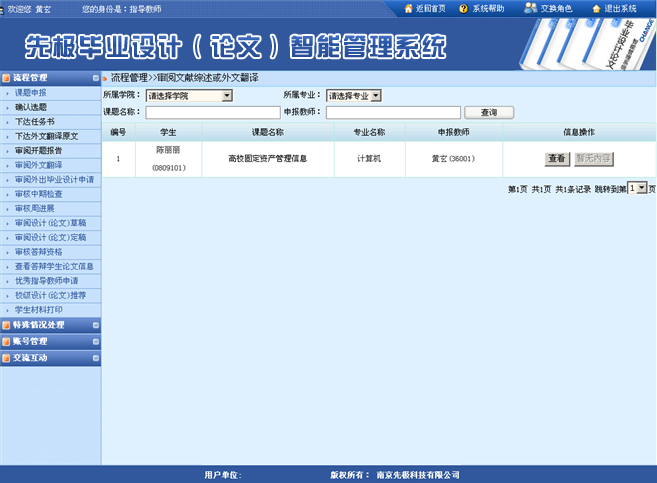 欢迎您 黄玄 您的身份是：指导教师 返回首页 系统帮助 交换角色 退出系统
先极毕业设计（论文）智能管理系统
流程管理
课题申报
确认选题
下达任务书
下达外文翻译原文
审阅开题报告
审阅外文翻译
审阅外出毕业设计申请
审核中期检查
审核周进展
审阅设计(论文)草稿
审阅设计(论文)定稿
审核答辩资格
查看答辩学生论文信息
优秀指导教师申请
校级设计(论文)推荐
学生材料打印
特殊情况处理
账号管理
交流互动
流程管理>>审阅文献综述或外文翻译
所属学院： 请选择学院 所属专业： 请选择专业
课题名称： 申报教师： 查询
编号 学生 课题名称 专业名称 申报教师 信息操作
1 陈丽丽 (0809101) 高校固定资产管理信息 计算机 黄玄(36001) 查看 暂无内容
第1页 共1页 共1条记录 跳转到第 1 页
用户单位: 版权所有： 南京先极科技有限公司